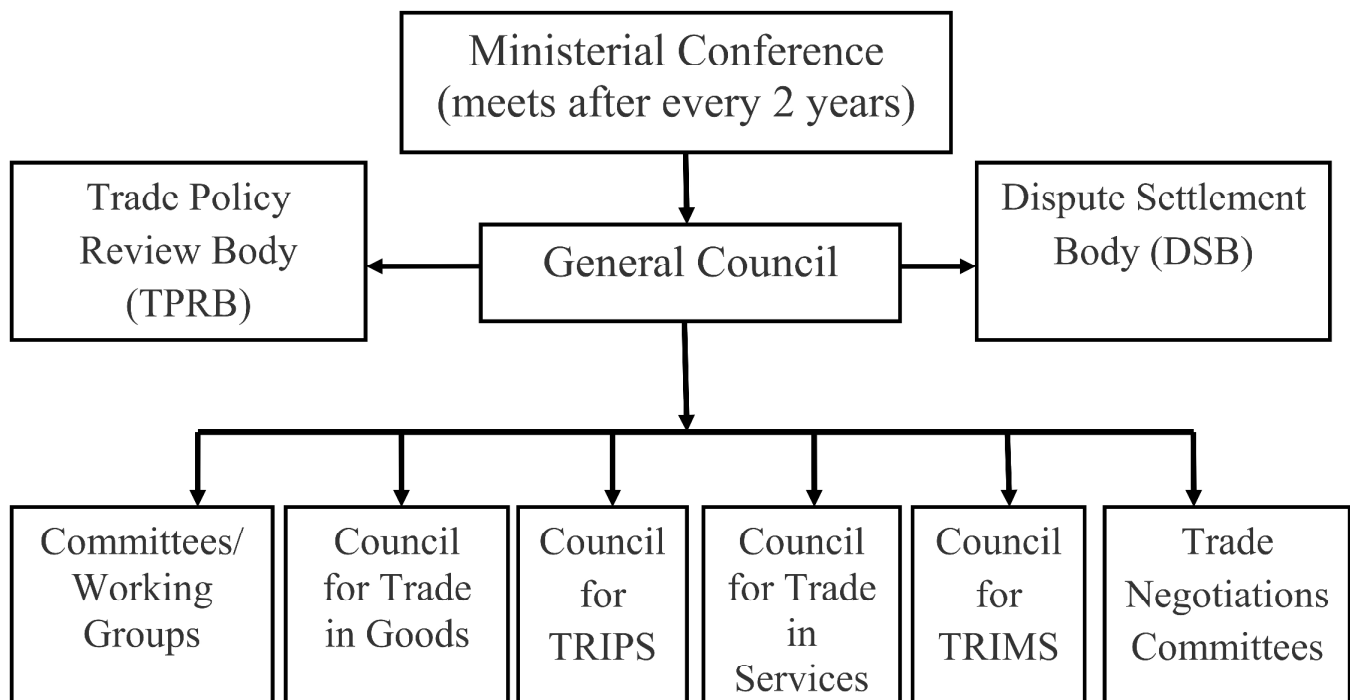 Ministerial Conference
(meets after every 2 years)
Trade Policy
Review Body
(TPRB)
General Council
Dispute Settlement
Body (DSB)
Committees/
Working
Groups
Council
for Trade
in Goods
Council
for
TRIPS
Council
for Trade
in
Services
Council
for
TRIMS
Trade
Negotiations
Committees